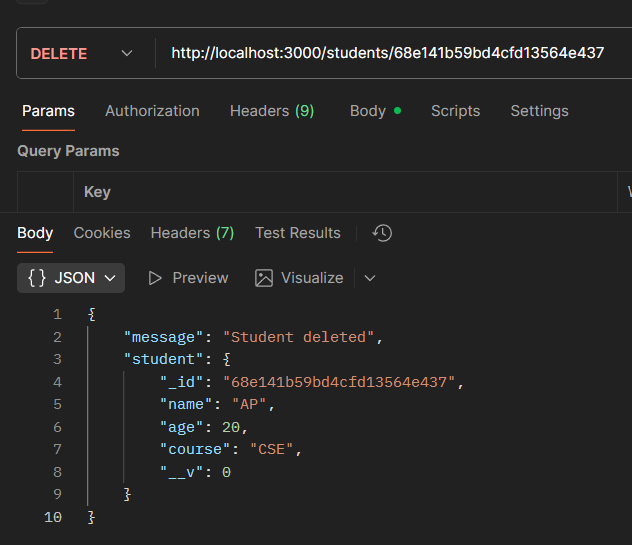 DELETE http://localhost:3000/students/68e141b59bd4cfd13564e437
Params Authorization Headers (9) Body Scripts Settings
Query Params
Key
Body Cookies Headers (7) Test Results
{} JSON Preview Visualize
1 {
2 "message": "Student deleted",
3 "student": {
4 "_id": "68e141b59bd4cfd13564e437",
5 "name": "AP",
6 "age": 20,
7 "course": "CSE",
8 "__v": 0
9 }
10 }